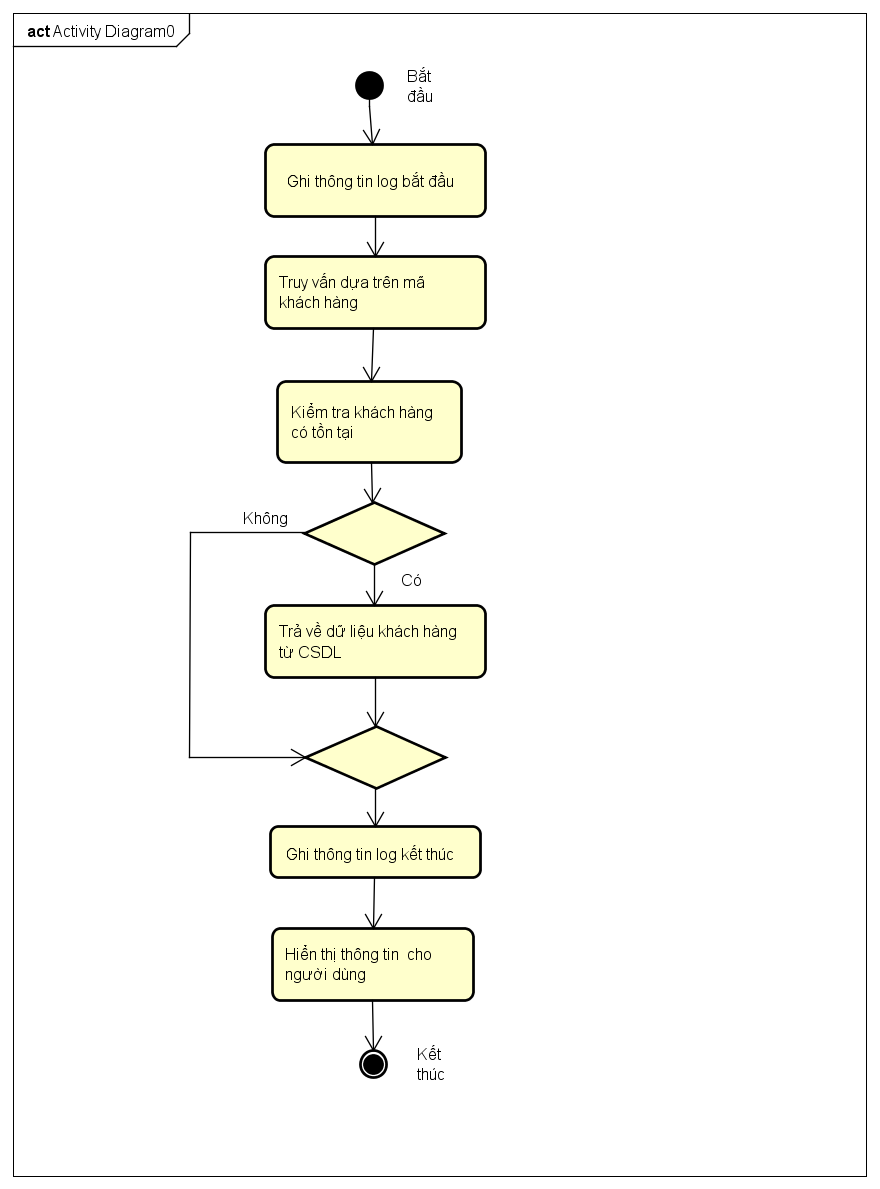 act Activity Diagram0
Bắt
đầu
Ghi thông tin log bắt đầu
Truy vấn dựa trên mã
khách hàng
Kiểm tra khách hàng
có tồn tại
Không
Có
Trả về dữ liệu khách hàng
từ CSDL
Ghi thông tin log kết thúc
Hiển thị thông tin  cho
người dùng
Kết
thúc